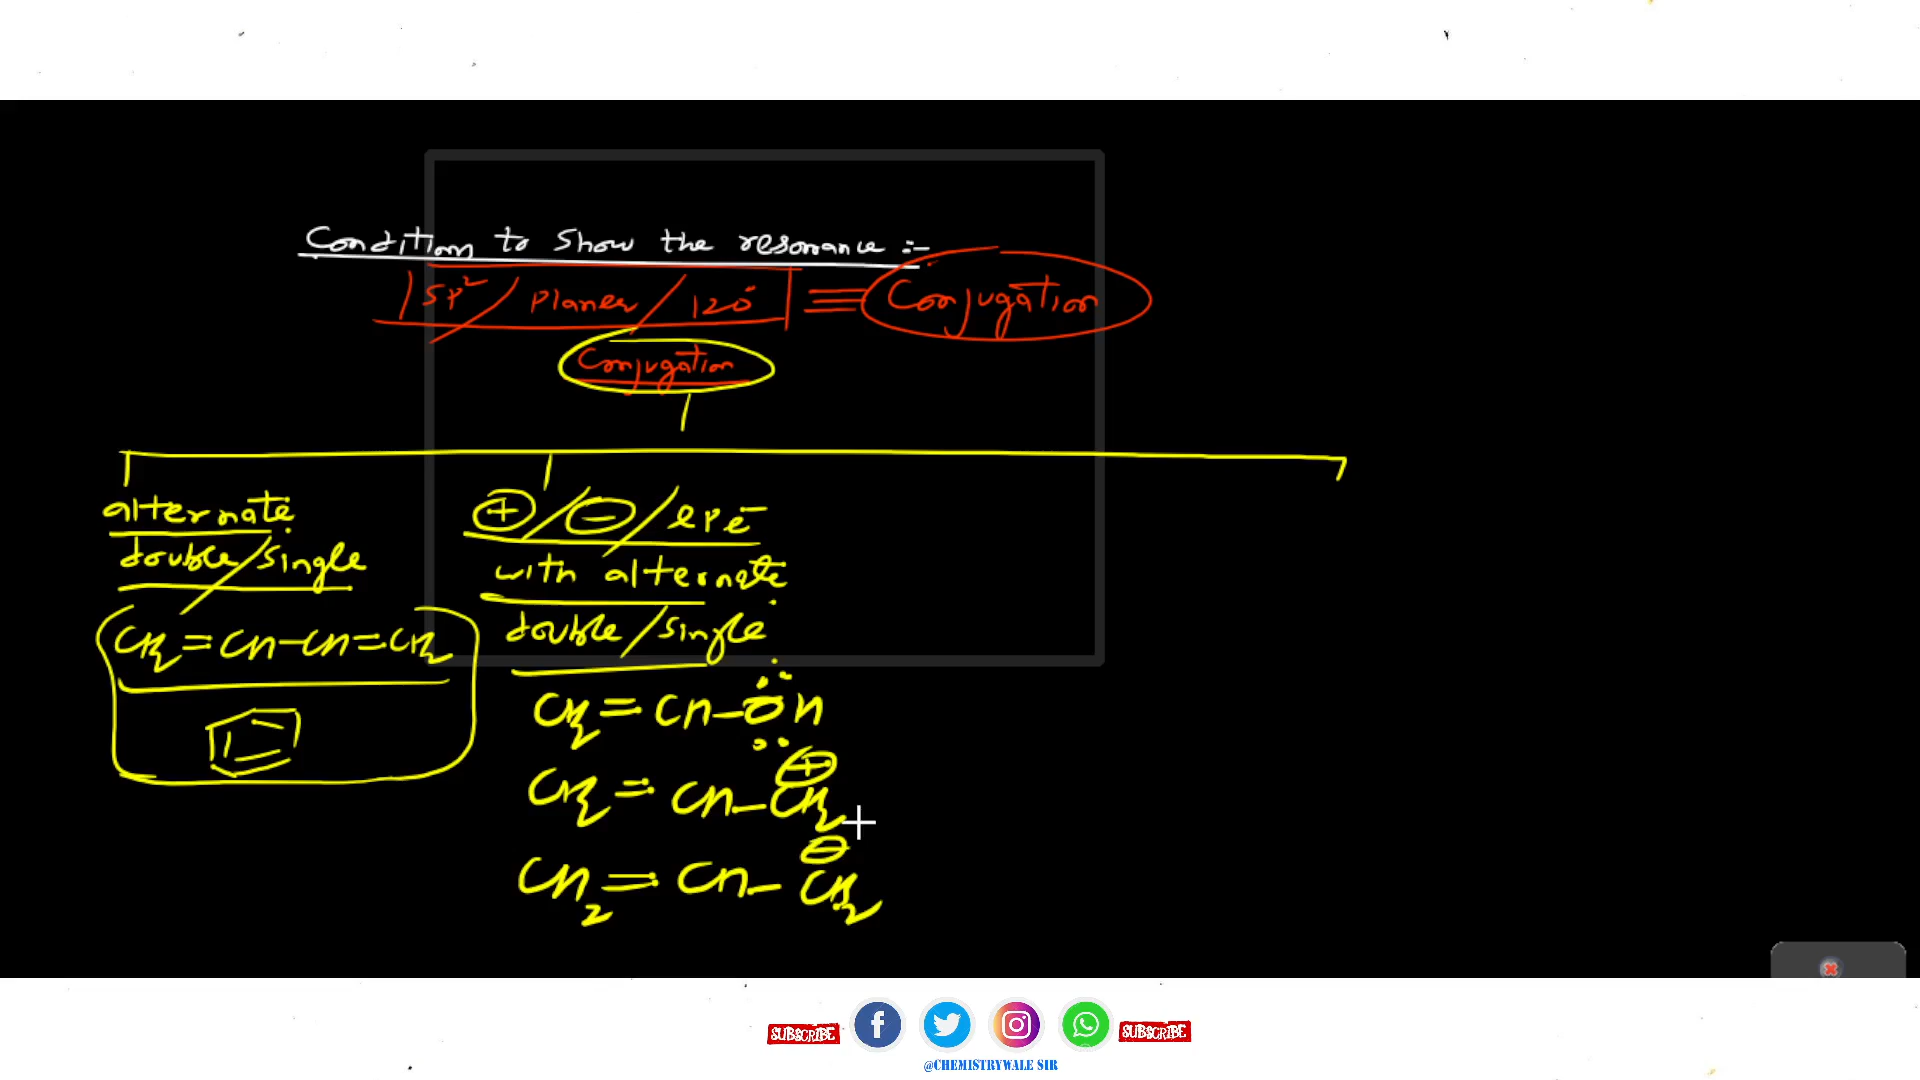 Condition to show the resonance :-
sp² / Planer / 120° ≡ Conjugation
Conjugation
alternate
double/single
CH₂=CH-CH=CH₂
⊕/⊖/lpe⁻
with alternate
double/single
CH₂=CH-ÖH
CH₂=CH-CH₂
⊕
CH₂=CH-CH₂
⊖
SUBSCRIBE
SUBSCRIBE
@CHEMISTRYWALE SIR